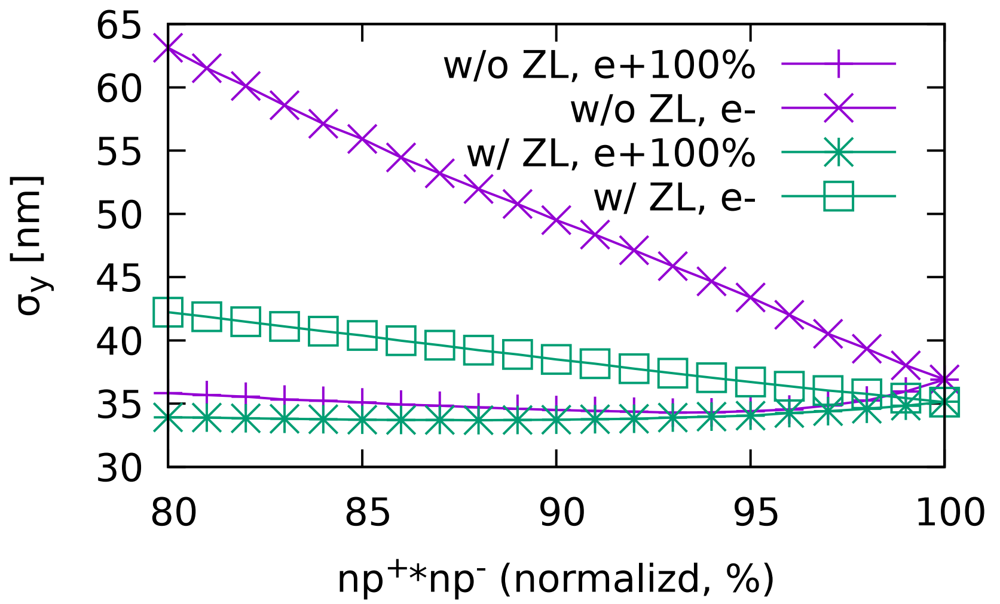 65
60
55
50
45
40
35
30
σy [nm]
w/o ZL, e+100%
w/o ZL, e-
w/ ZL, e+100%
w/ ZL, e-
80 85 90 95 100
np+*np- (normalizd, %)